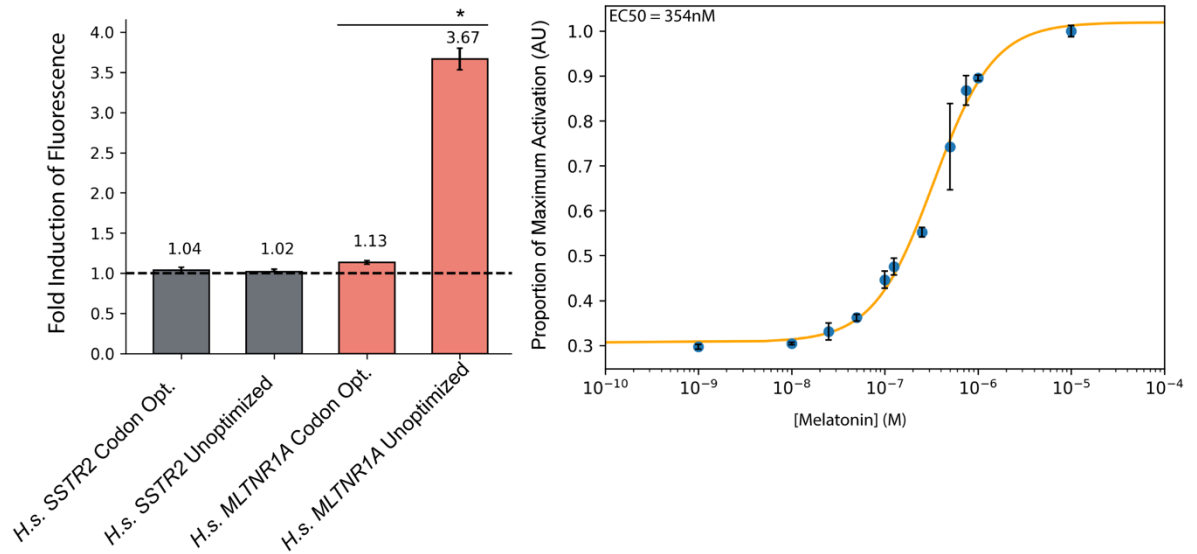 *
Fold Induction of Fluorescence
4.0
3.5
3.0
2.5
2.0
1.5
1.0
0.5
0.0
1.04
1.02
1.13
3.67
H.s. SSTR2 Codon Opt.
H.s. SSTR2 Unoptimized
H.s. MLTNR1A Codon Opt.
H.s. MLTNR1A Unoptimized
EC50 = 354nM
Proportion of Maximum Activation (AU)
1.0
0.9
0.8
0.7
0.6
0.5
0.4
0.3
10⁻¹⁰ 10⁻⁹ 10⁻⁸ 10⁻⁷ 10⁻⁶ 10⁻⁵ 10⁻⁴
[Melatonin] (M)